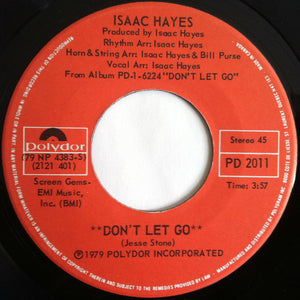 ISAAC HAYES
Produced by Isaac Hayes
Rhythm Arr: Isaac Hayes
Horn & String Arr: Isaac Hayes & Bill Purse
Vocal Arr: Isaac Hayes
From Album PD-1-6224 "DON'T LET GO"
polydor
(79 NP 4383-S)
(2121 401)
Screen Gems-
EMI Music,
Inc. (BMI)
Stereo 45
PD 2011
Time: 3:57
**DON'T LET GO**
(Jesse Stone)
℗1979 POLYDOR INCORPORATED